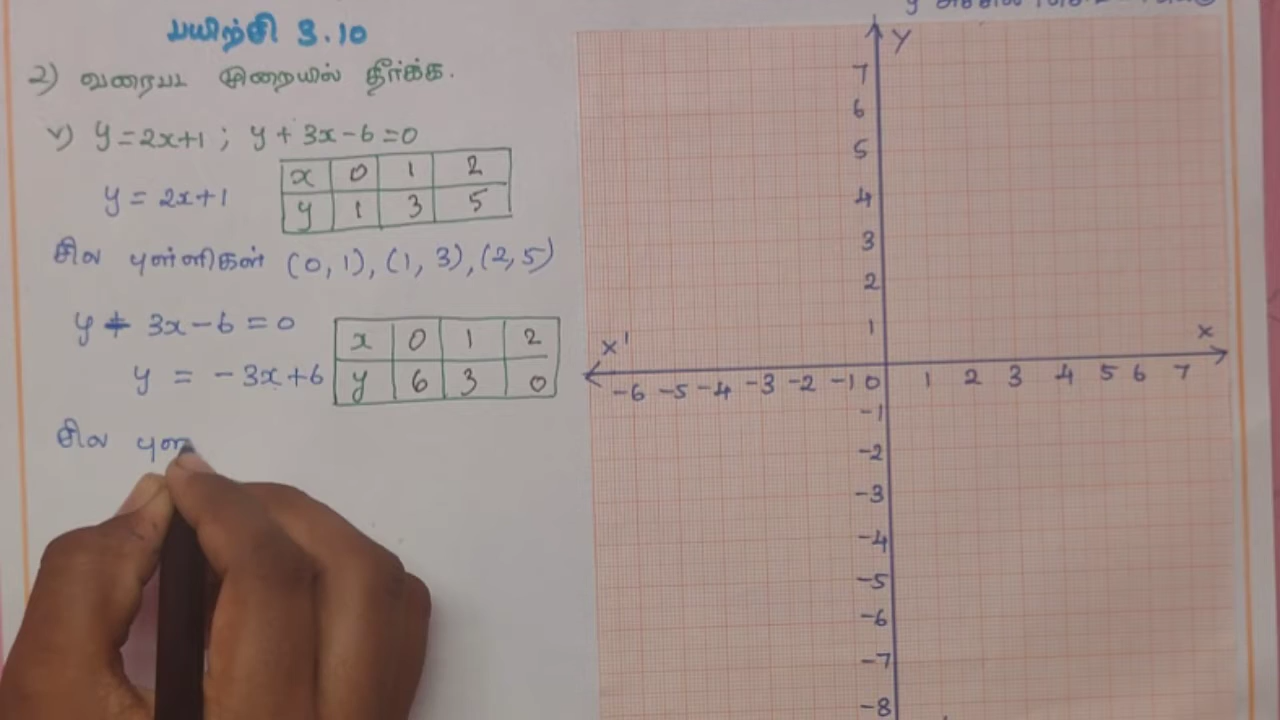 பயிற்சி 3.10
2) வரைபட முறையில் தீர்க்க.
v) y = 2x+1 ; y + 3x - 6 = 0
y = 2x+1
x 0 1 2
y 1 3 5
சில புள்ளிகள் (0, 1), (1, 3), (2, 5)
y + 3x - 6 = 0
y = - 3x + 6
x 0 1 2
y 6 3 0
சில புள
Y
7
6
5
4
3
2
1
X' X
-6 -5 -4 -3 -2 -1 0 1 2 3 4 5 6 7
-1
-2
-3
-4
-5
-6
-7
-8